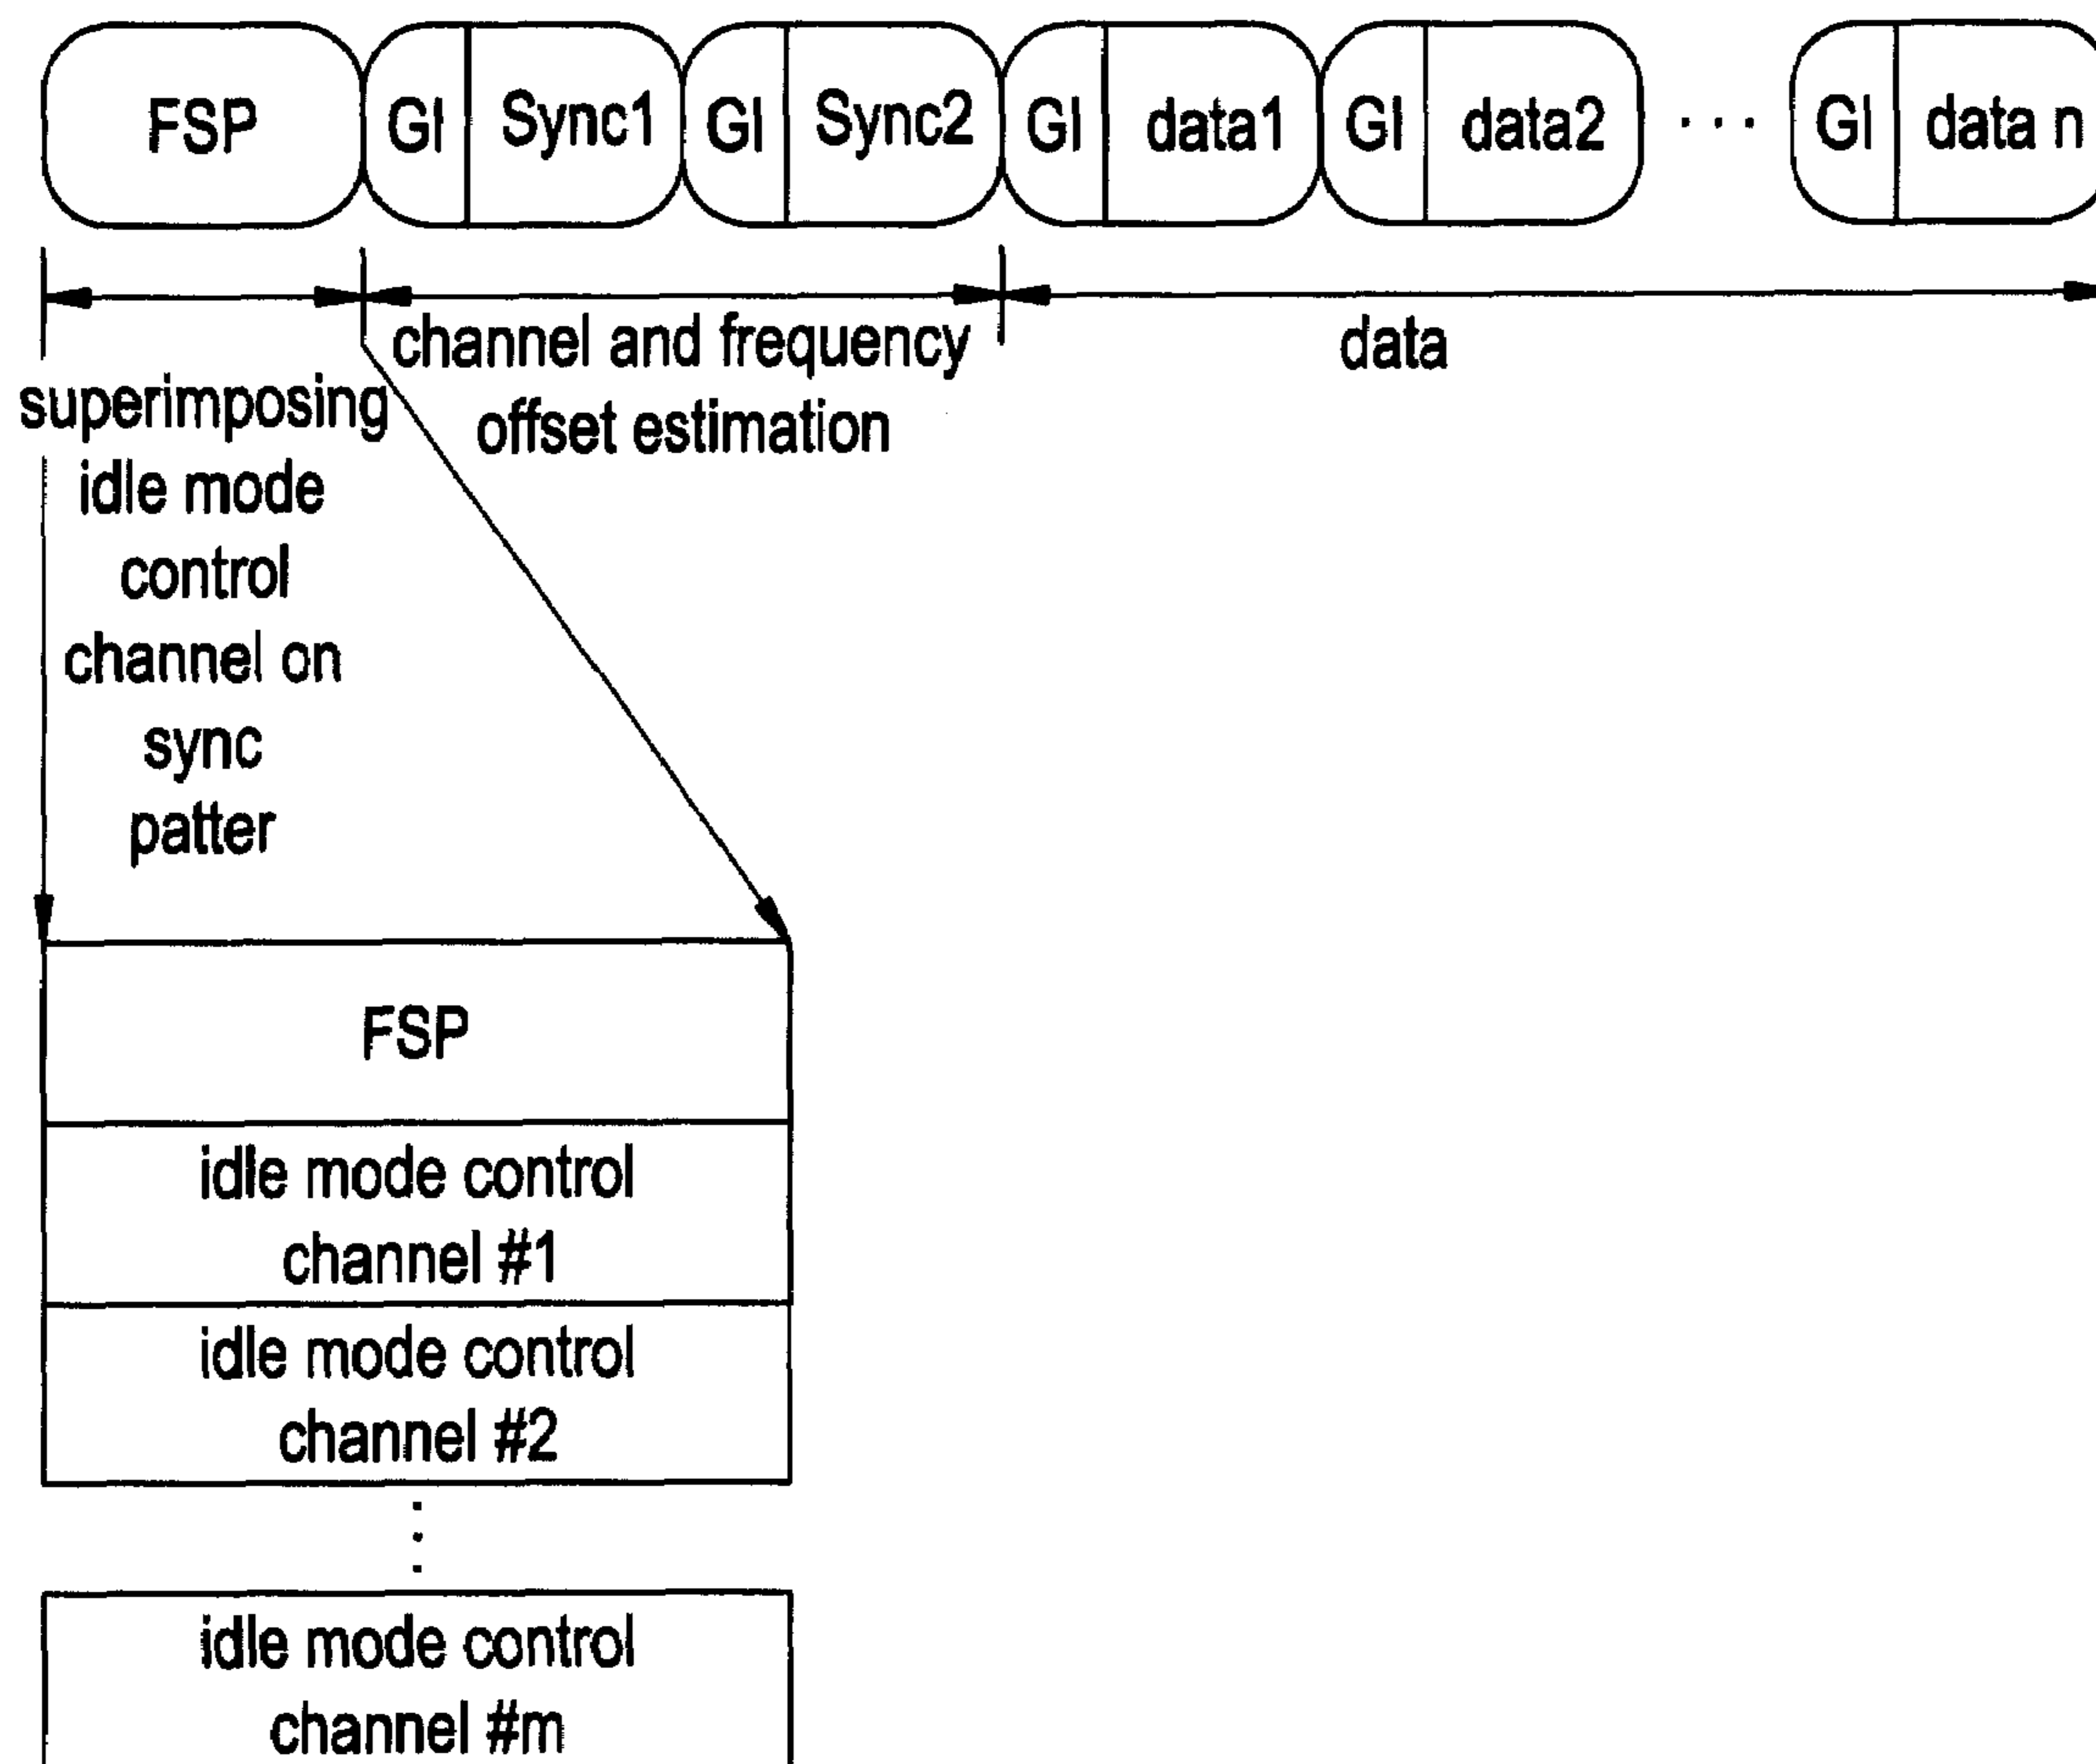 FSP GI Sync1 GI Sync2 GI data1 GI data2 ... GI data n
channel and frequency
offset estimation
data
superimposing
idle mode
control
channel on
sync
patter
FSP
idle mode control
channel #1
idle mode control
channel #2
idle mode control
channel #m